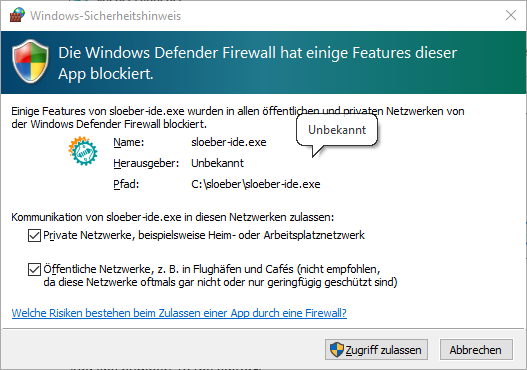 Windows-Sicherheitshinweis
Die Windows Defender Firewall hat einige Features dieser
App blockiert.
Einige Features von sloeber-ide.exe wurden in allen öffentlichen und privaten Netzwerken von
der Windows Defender Firewall blockiert.
Unbekannt
Name: sloeber-ide.exe
Herausgeber: Unbekannt
Pfad: C:\sloeber\sloeber-ide.exe
Kommunikation von sloeber-ide.exe in diesen Netzwerken zulassen:
Private Netzwerke, beispielsweise Heim- oder Arbeitsplatznetzwerk
Öffentliche Netzwerke, z. B. in Flughäfen und Cafés (nicht empfohlen,
da diese Netzwerke oftmals gar nicht oder nur geringfügig geschützt sind)
Welche Risiken bestehen beim Zulassen einer App durch eine Firewall?
Zugriff zulassen Abbrechen